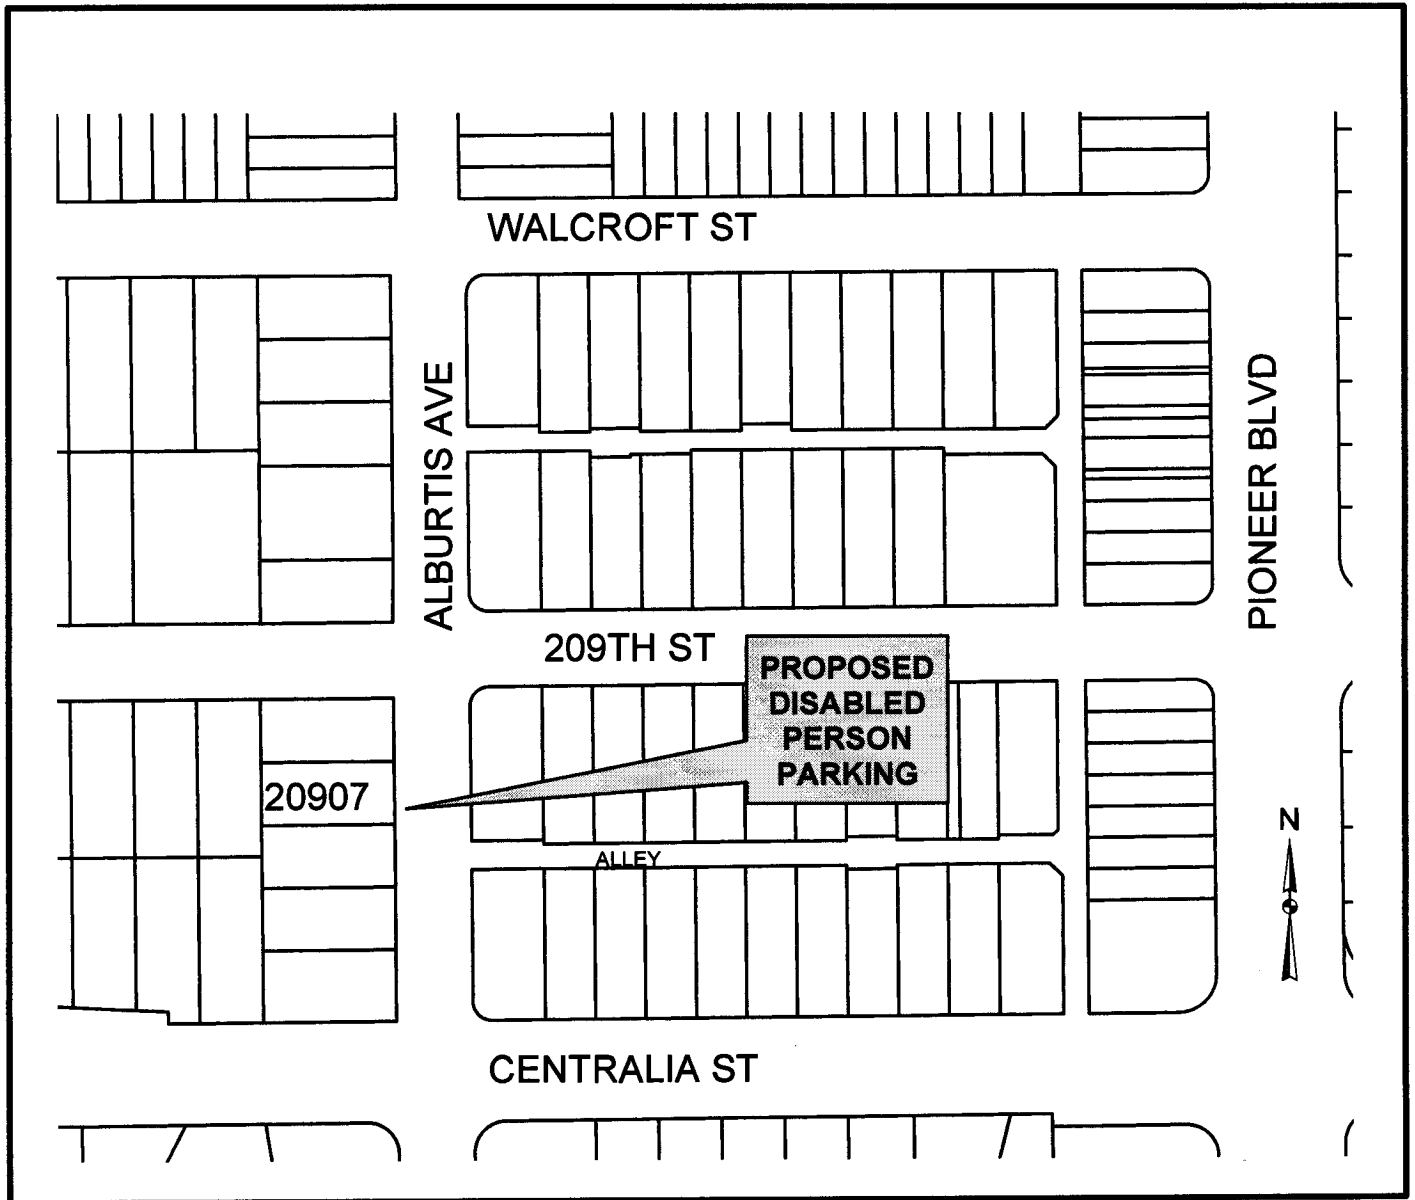 WALCROFT ST
ALBURTIS AVE
PIONEER BLVD
209TH ST
PROPOSED
DISABLED
PERSON
PARKING
20907
N
ALLEY
CENTRALIA ST